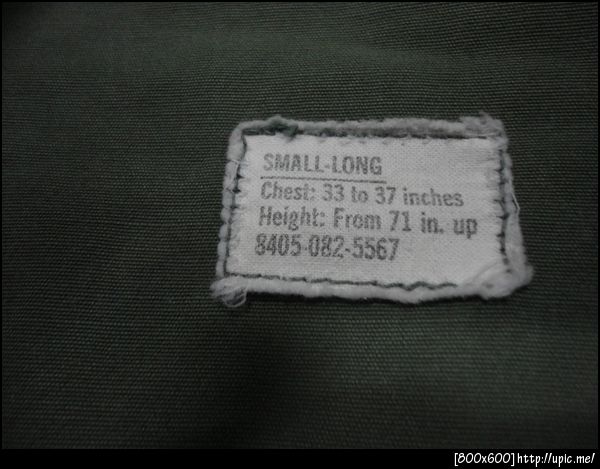 SMALL-LONG
Chest: 33 to 37 inches
Height: From 71 in. up
8405-082-5567
[800x600]http://upic.me/